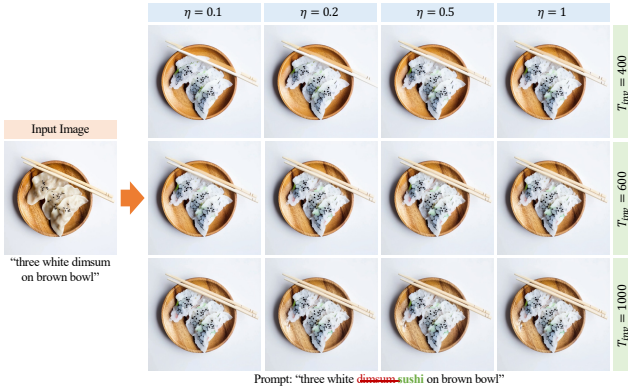 η = 0.1
η = 0.2
η = 0.5
η = 1
T_inv = 400
Input Image
T_inv = 600
“three white dimsum
on brown bowl”
T_inv = 1000
Prompt: “three white dimsum sushi on brown bowl”